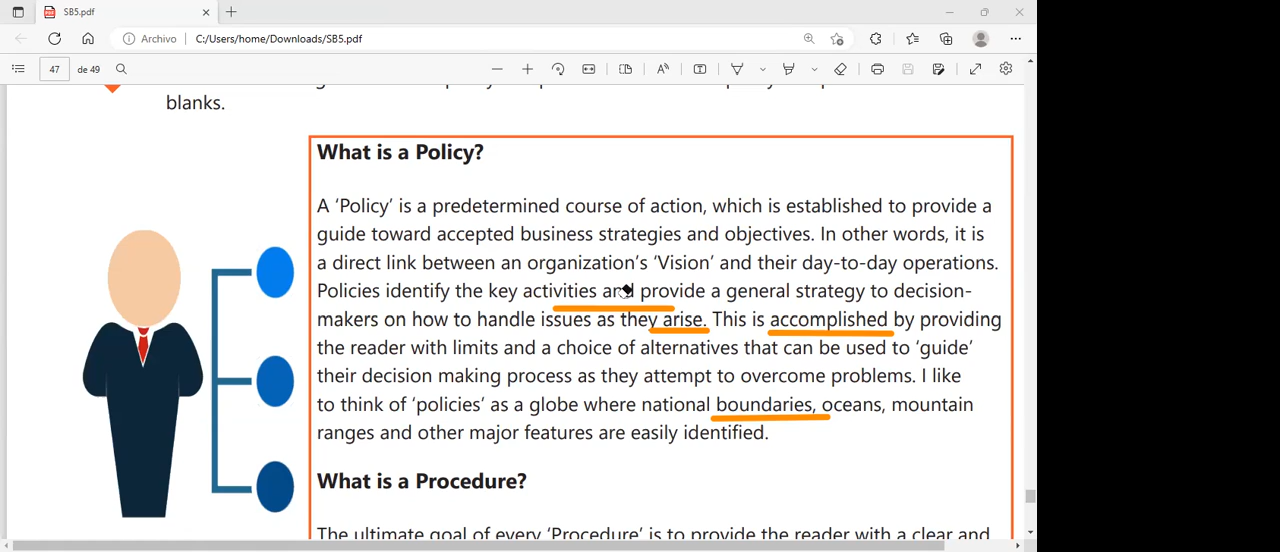 SB5.pdf
Archivo C:/Users/home/Downloads/SB5.pdf
47 de 49
blanks.
What is a Policy?
A ‘Policy’ is a predetermined course of action, which is established to provide a
guide toward accepted business strategies and objectives. In other words, it is
a direct link between an organization’s ‘Vision’ and their day-to-day operations.
Policies identify the key activities and provide a general strategy to decision-
makers on how to handle issues as they arise. This is accomplished by providing
the reader with limits and a choice of alternatives that can be used to ‘guide’
their decision making process as they attempt to overcome problems. I like
to think of ‘policies’ as a globe where national boundaries, oceans, mountain
ranges and other major features are easily identified.
What is a Procedure?
The ultimate goal of every ‘Procedure’ is to provide the reader with a clear and